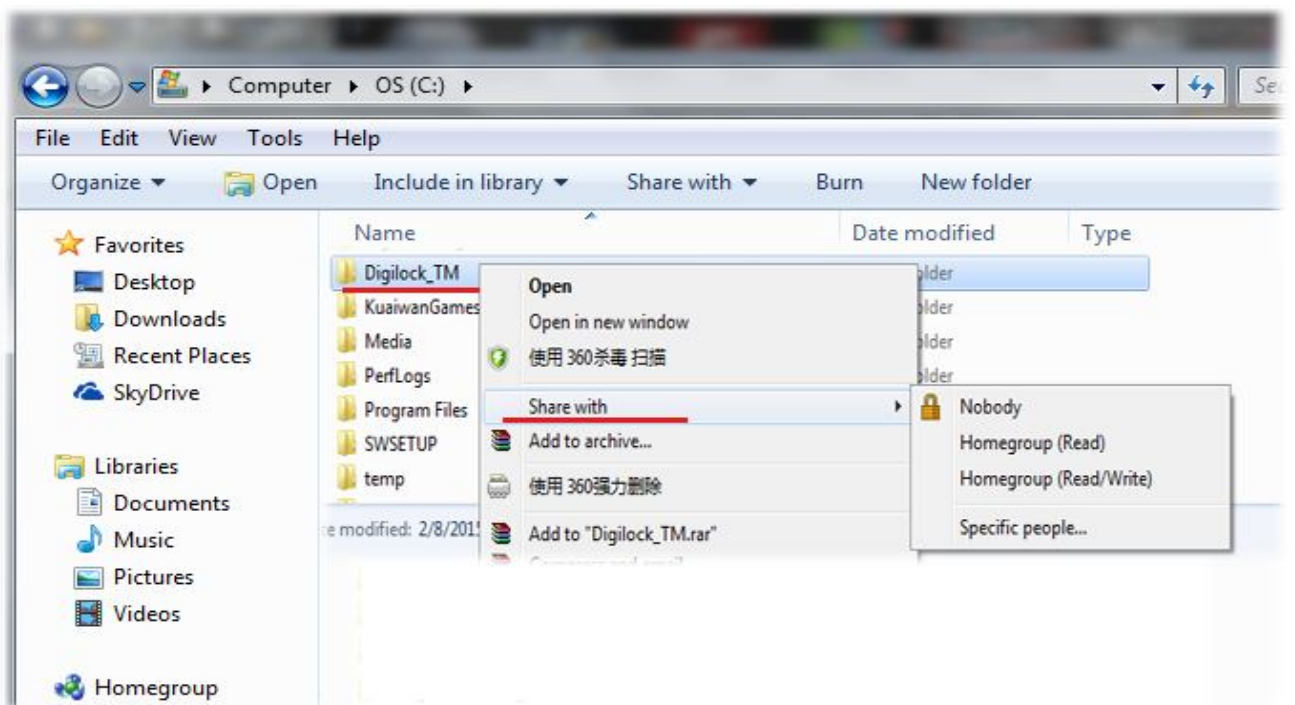 Computer ▸ OS (C:) ▸
File Edit View Tools Help
Organize Open Include in library Share with Burn New folder
Favorites
Desktop
Downloads
Recent Places
SkyDrive
Libraries
Documents
Music
Pictures
Videos
Homegroup
Name Date modified Type
Digilock_TM
KuaiwanGames
Media
PerfLogs
Program Files
SWSETUP
temp
modified: 2/8/201
Open
Open in new window
使用 360杀毒 扫描
Share with
Add to archive...
使用 360强力删除
Add to "Digilock_TM.rar"
Nobody
Homegroup (Read)
Homegroup (Read/Write)
Specific people...